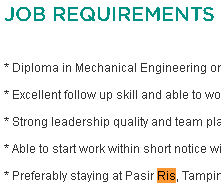 JOB REQUIREMENTS
* Diploma in Mechanical Engineering or
* Excellent follow up skill and able to wo
* Strong leadership quality and team pla
* Able to start work within short notice wi
* Preferably staying at Pasir Ris, Tampin